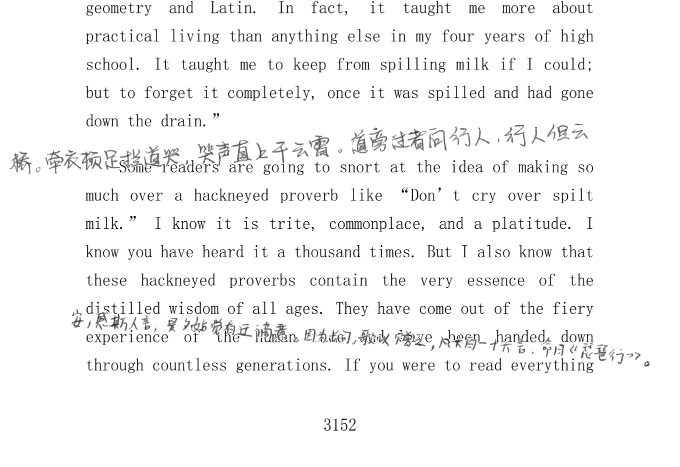 geometry and Latin. In fact, it taught me more about
practical living than anything else in my four years of high
school. It taught me to keep from spilling milk if I could;
but to forget it completely, once it was spilled and had gone
down the drain.”
桥。牵衣顿足拦道哭，哭声直上干云霄。道旁过者问行人，行人但云
Some readers are going to snort at the idea of making so
much over a hackneyed proverb like “Don’t cry over spilt
milk.” I know it is trite, commonplace, and a platitude. I
know you have heard it a thousand times. But I also know that
these hackneyed proverbs contain the very essence of the
distilled wisdom of all ages. They have come out of the fiery
安，感斯人言，是夕始觉有迁谪意。因为长句，歌以赠之，凡六百一十六言，命曰《琵琶行》。
experience of the human race and have been handed down
through countless generations. If you were to read everything
3152